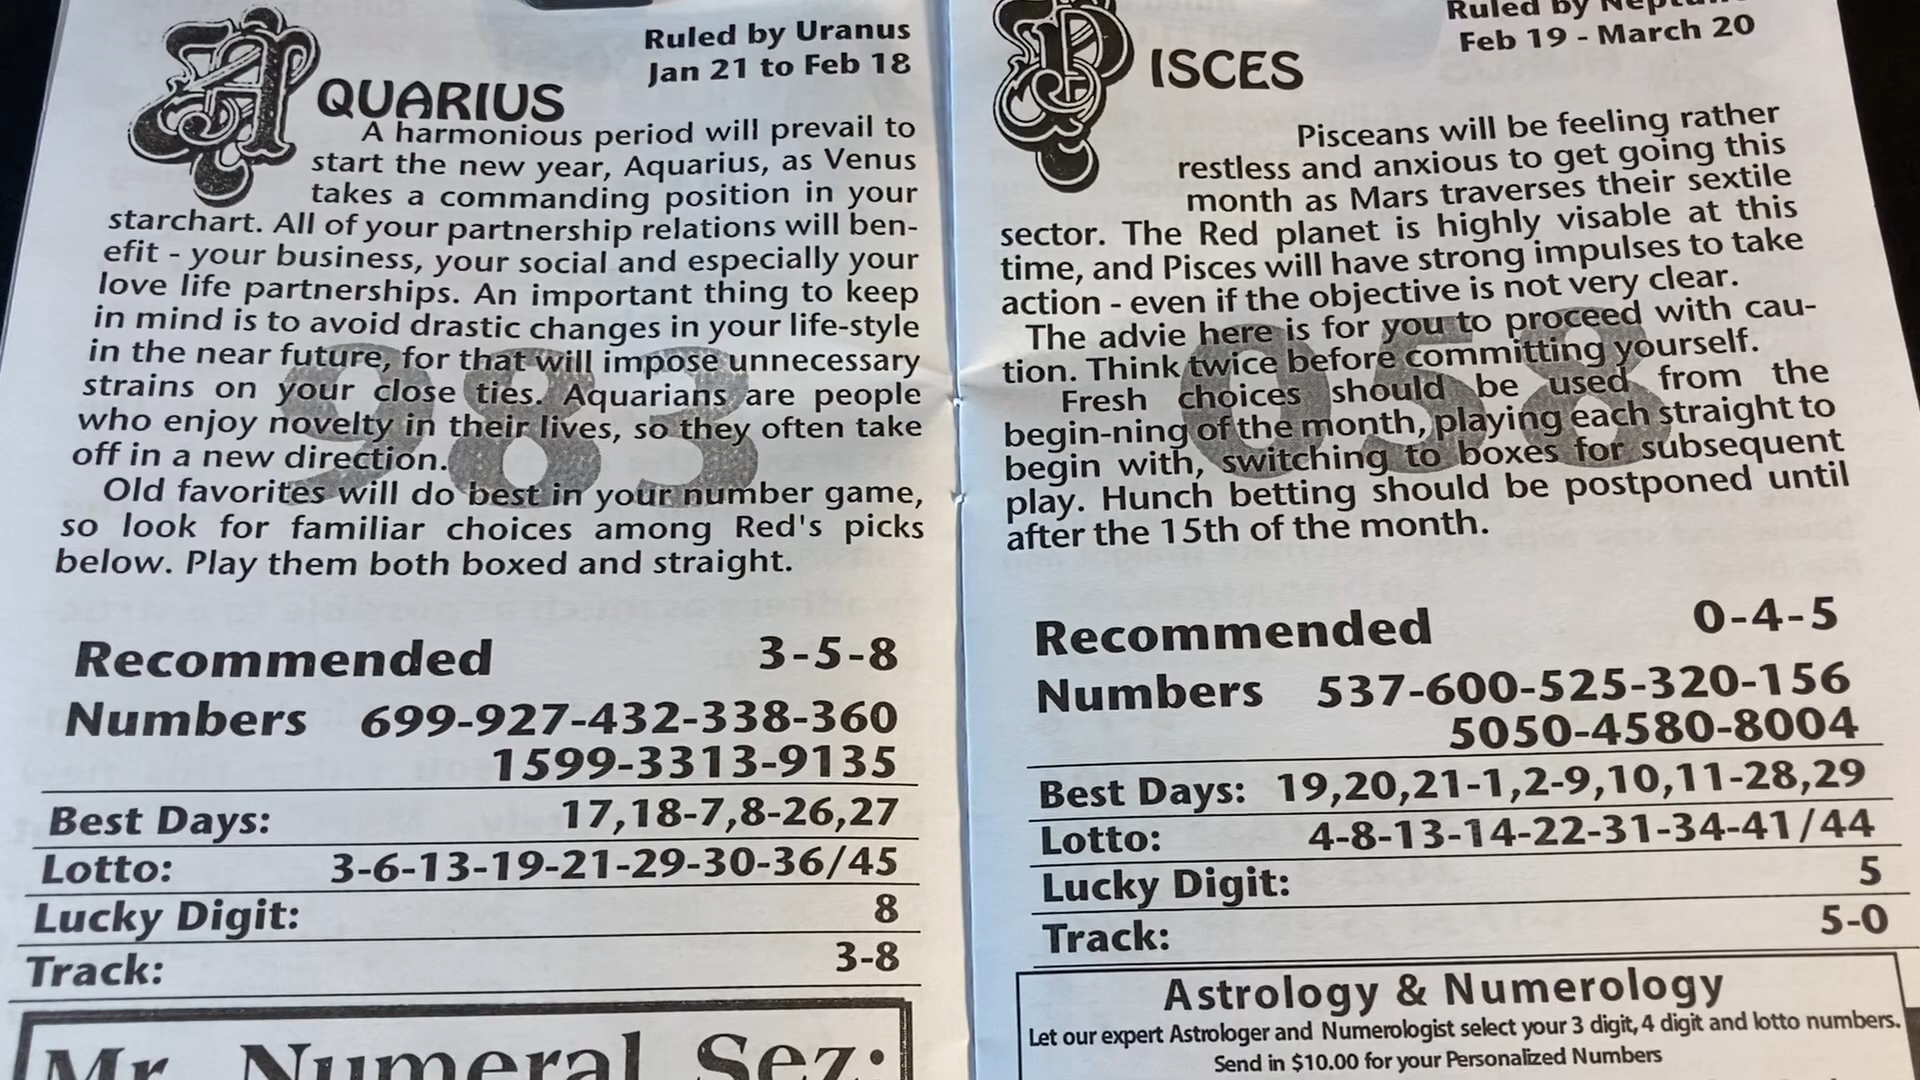 Ruled by Uranus
Jan 21 to Feb 18
AQUARIUS
A harmonious period will prevail to
start the new year, Aquarius, as Venus
takes a commanding position in your
starchart. All of your partnership relations will ben-
efit - your business, your social and especially your
love life partnerships. An important thing to keep
in mind is to avoid drastic changes in your life-style
in the near future, for that will impose unnecessary
strains on your close ties. Aquarians are people
who enjoy novelty in their lives, so they often take
off in a new direction.
983
Old favorites will do best in your number game,
so look for familiar choices among Red's picks
below. Play them both boxed and straight.
Recommended 3-5-8
Numbers 699-927-432-338-360
1599-3313-9135
Best Days: 17,18-7,8-26,27
Lotto: 3-6-13-19-21-29-30-36/45
Lucky Digit: 8
Track: 3-8
Mr. Numeral Sez:
Ruled by Neptune
Feb 19 - March 20
PISCES
Pisceans will be feeling rather
restless and anxious to get going this
month as Mars traverses their sextile
sector. The Red planet is highly visable at this
time, and Pisces will have strong impulses to take
action - even if the objective is not very clear.
The advie here is for you to proceed with cau-
tion. Think twice before committing yourself.
Fresh choices should be used from the
begin-ning of the month, playing each straight to
begin with, switching to boxes for subsequent
play. Hunch betting should be postponed until
after the 15th of the month.
058
Recommended 0-4-5
Numbers 537-600-525-320-156
5050-4580-8004
Best Days: 19,20,21-1,2-9,10,11-28,29
Lotto: 4-8-13-14-22-31-34-41/44
Lucky Digit: 5
Track: 5-0
Astrology & Numerology
Let our expert Astrologer and Numerologist select your 3 digit, 4 digit and lotto numbers.
Send in $10.00 for your Personalized Numbers